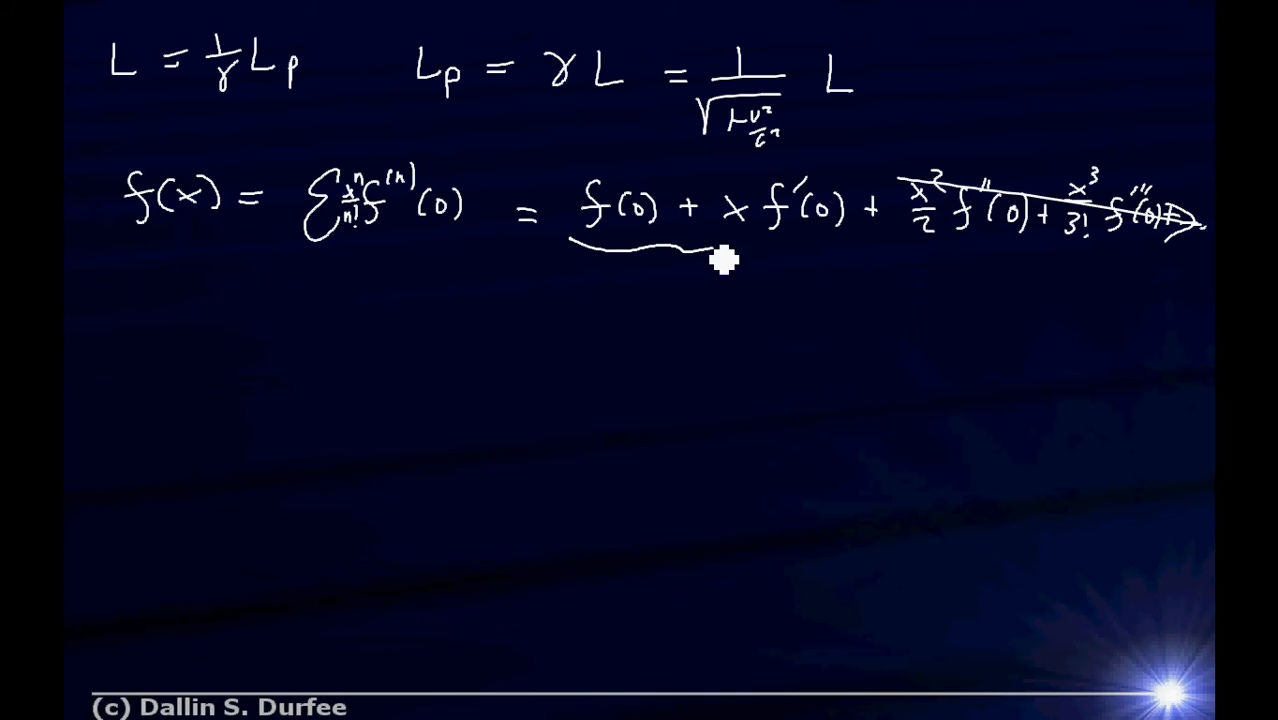 L = 1/γ Lₚ    Lₚ = γ L = 1/√(1-v²/c²) L
f(x) = Σ xⁿ/n! f⁽ⁿ⁾(0) = f(0) + x f′(0) + x²/2 f″(0) + x³/3! f‴(0) +
(c) Dallin S. Durfee